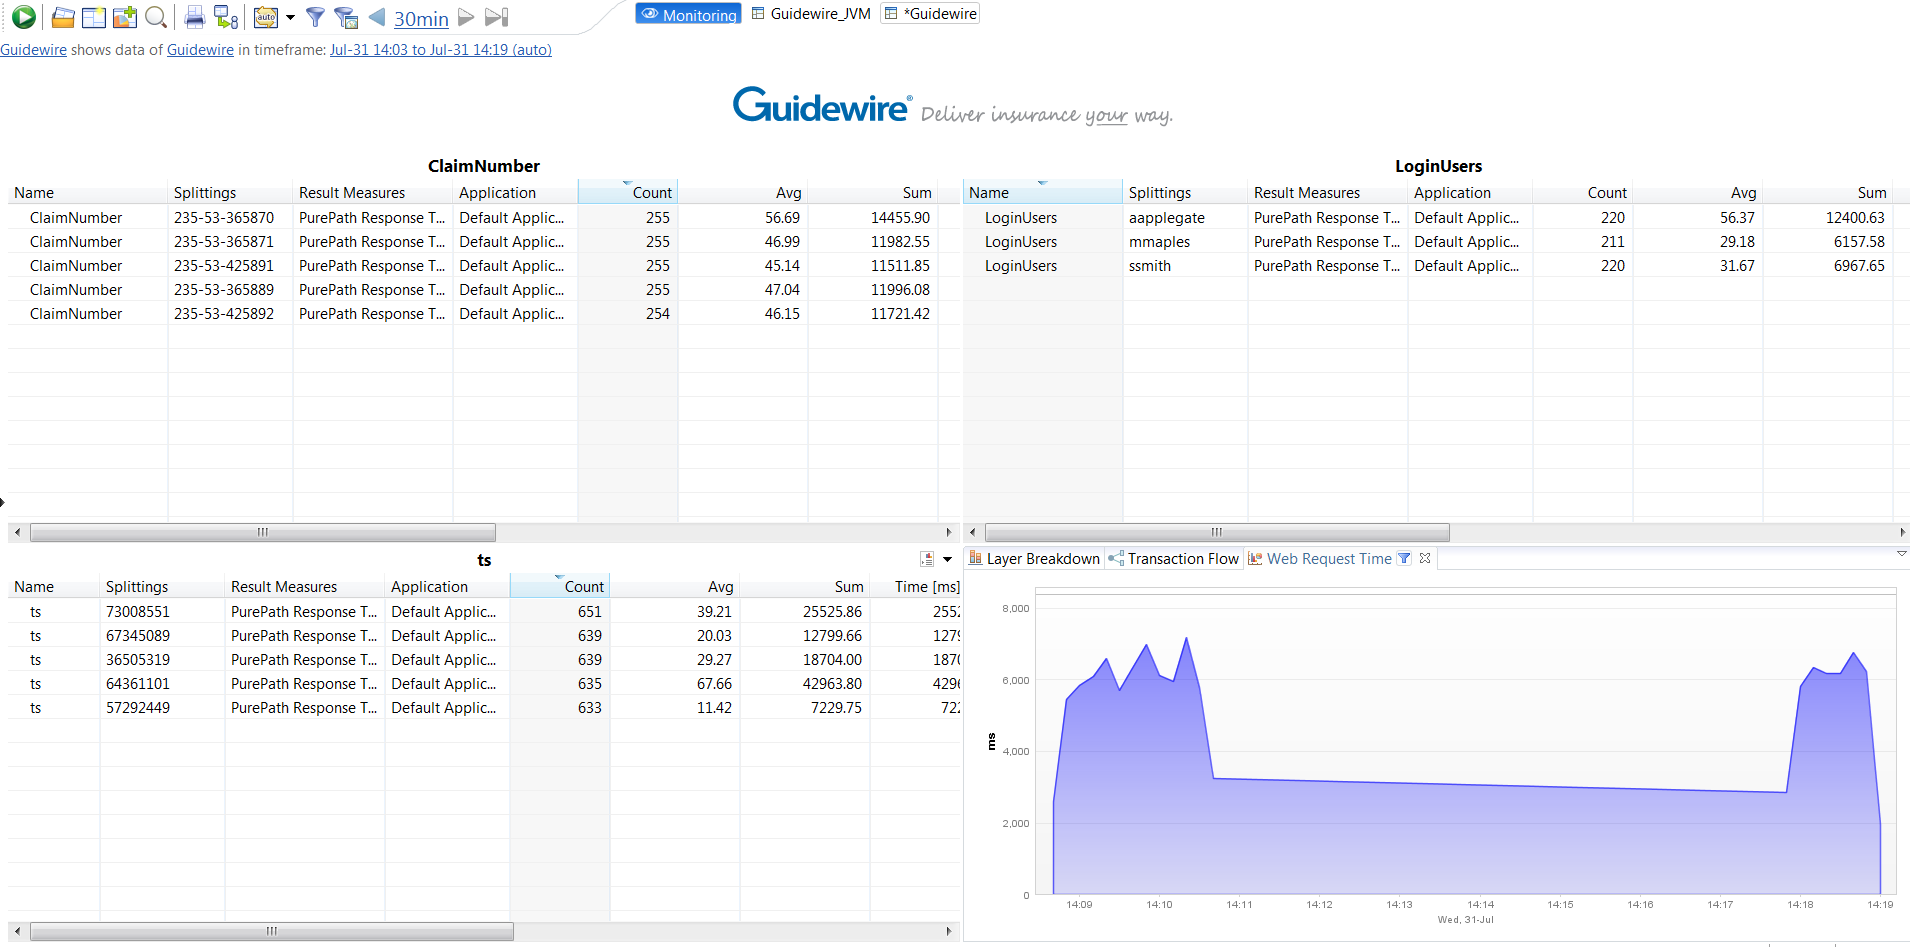 auto 30min Monitoring Guidewire_JVM *Guidewire
Guidewire shows data of Guidewire in timeframe: Jul-31 14:03 to Jul-31 14:19 (auto)
Guidewire® Deliver insurance your way.
ClaimNumber
Name Splittings Result Measures Application Count Avg Sum
ClaimNumber 235-53-365870 PurePath Response T... Default Applic... 255 56.69 14455.90
ClaimNumber 235-53-365871 PurePath Response T... Default Applic... 255 46.99 11982.55
ClaimNumber 235-53-425891 PurePath Response T... Default Applic... 255 45.14 11511.85
ClaimNumber 235-53-365889 PurePath Response T... Default Applic... 255 47.04 11996.08
ClaimNumber 235-53-425892 PurePath Response T... Default Applic... 254 46.15 11721.42
LoginUsers
Name Splittings Result Measures Application Count Avg Sum
LoginUsers aapplegate PurePath Response T... Default Applic... 220 56.37 12400.63
LoginUsers mmaples PurePath Response T... Default Applic... 211 29.18 6157.58
LoginUsers ssmith PurePath Response T... Default Applic... 220 31.67 6967.65
ts
Name Splittings Result Measures Application Count Avg Sum Time [ms]
ts 73008551 PurePath Response T... Default Applic... 651 39.21 25525.86 2552
ts 67345089 PurePath Response T... Default Applic... 639 20.03 12799.66 1279
ts 36505319 PurePath Response T... Default Applic... 639 29.27 18704.00 1870
ts 64361101 PurePath Response T... Default Applic... 635 67.66 42963.80 4296
ts 57292449 PurePath Response T... Default Applic... 633 11.42 7229.75 722
Layer Breakdown Transaction Flow Web Request Time
8,000
6,000
4,000
2,000
0
ms
14:09 14:10 14:11 14:12 14:13 14:14 14:15 14:16 14:17 14:18 14:19
Wed, 31-Jul